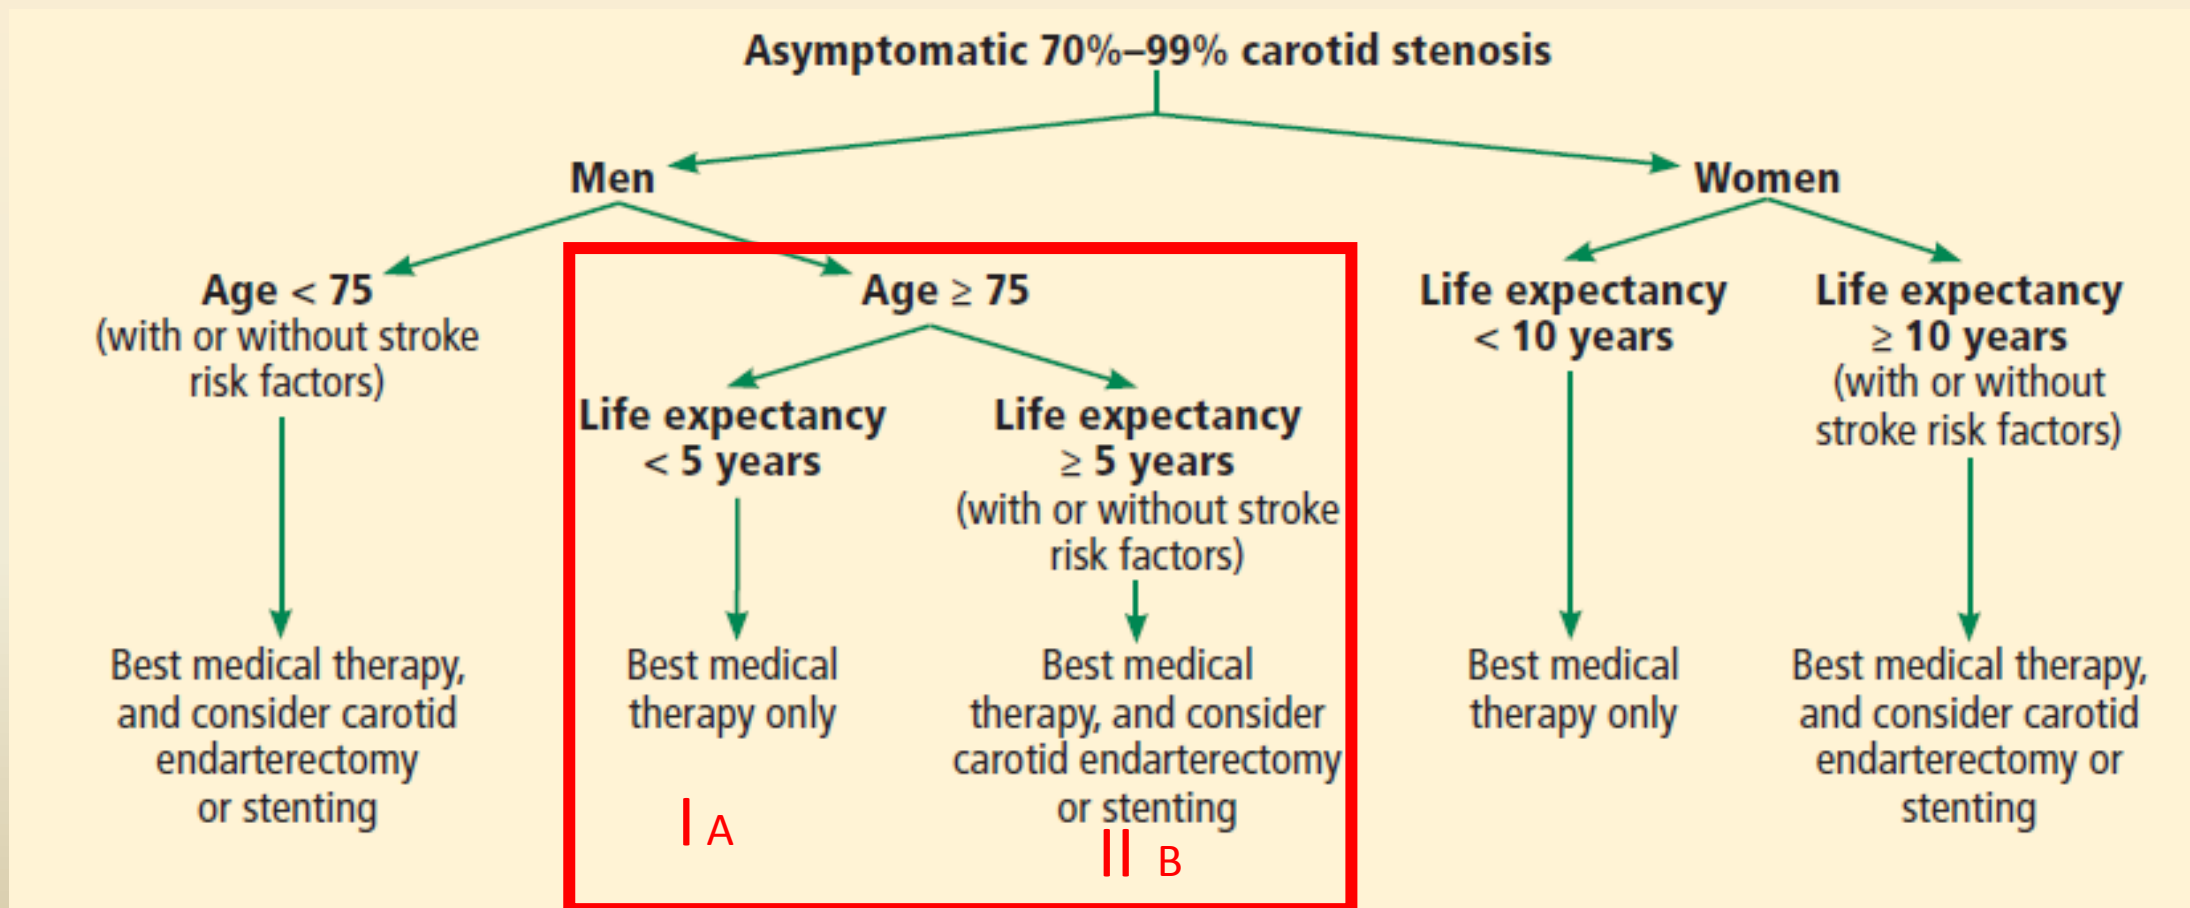 Asymptomatic 70%–99% carotid stenosis
Men
Women
Age < 75
(with or without stroke
risk factors)
Best medical therapy,
and consider carotid
endarterectomy
or stenting
Age ≥ 75
Life expectancy
< 5 years
Best medical
therapy only
I A
Life expectancy
≥ 5 years
(with or without stroke
risk factors)
Best medical
therapy, and consider
carotid endarterectomy
or stenting
II B
Life expectancy
< 10 years
Best medical
therapy only
Life expectancy
≥ 10 years
(with or without
stroke risk factors)
Best medical therapy,
and consider carotid
endarterectomy or
stenting